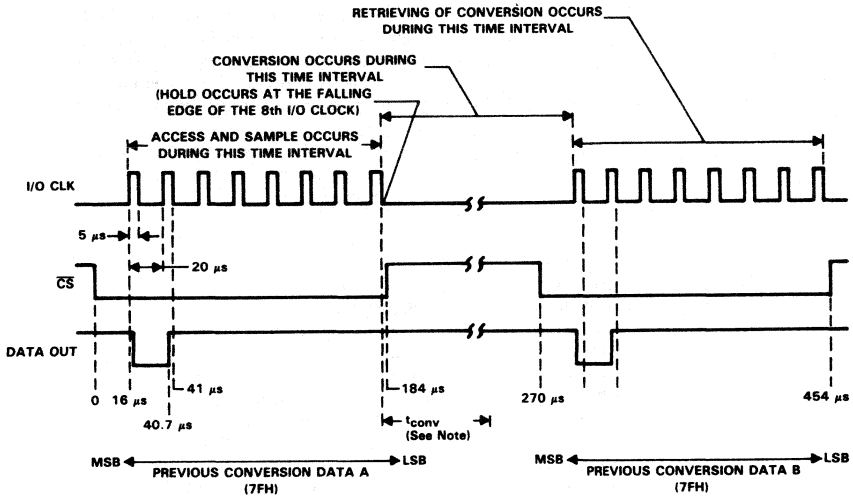 RETRIEVING OF CONVERSION OCCURS
DURING THIS TIME INTERVAL
CONVERSION OCCURS DURING
THIS TIME INTERVAL
(HOLD OCCURS AT THE FALLING
EDGE OF THE 8th I/O CLOCK)
ACCESS AND SAMPLE OCCURS
DURING THIS TIME INTERVAL
I/O CLK
5 μs
20 μs
CS
DATA OUT
0
16 μs
41 μs
40.7 μs
184 μs
270 μs
454 μs
tconv
(See Note)
MSB
LSB
PREVIOUS CONVERSION DATA A
(7FH)
MSB
LSB
PREVIOUS CONVERSION DATA B
(7FH)